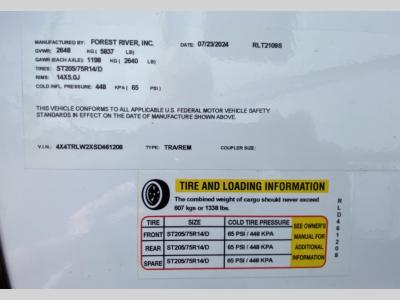 MANUFACTURED BY: FOREST RIVER, INC. DATE: 07/23/2024 RLT2109S
GVWR: 2648 KG ( 5837 LB)
GAWR (EACH AXLE): 1198 KG ( 2640 LB)
TIRES: ST205/75R14/D
RIMS: 14X5.0J
COLD INFL. PRESSURE: 448 KPA ( 65 PSI )
THIS VEHICLE CONFORMS TO ALL APPLICABLE U.S. FEDERAL MOTOR VEHICLE SAFETY
STANDARDS IN EFFECT ON THE DATE OF MANUFACTURE SHOWN ABOVE.
V.I.N.: 4X4TRLW2XSD461208 TYPE: TRA/REM COUPLER SIZE:
TIRE AND LOADING INFORMATION
The combined weight of cargo should never exceed
607 kgs or 1338 lbs.
TIRE SIZE COLD TIRE PRESSURE
FRONT ST205/75R14/D 65 PSI / 448 KPA
REAR ST205/75R14/D 65 PSI / 448 KPA
SPARE ST205/75R14/D 65 PSI / 448 KPA
SEE OWNER'S
MANUAL FOR
ADDITIONAL
INFORMATION
RLD461208